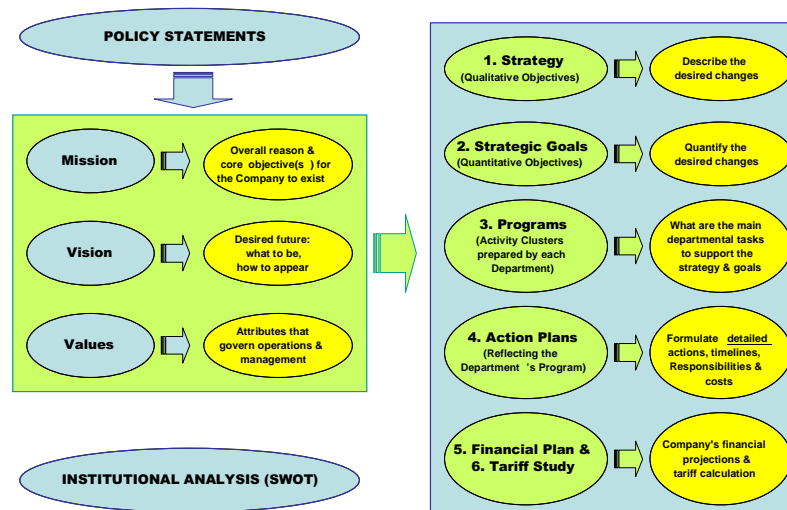 POLICY STATEMENTS
Mission
Overall reason &
core objective(s ) for
the Company to exist
Vision
Desired future:
what to be,
how to appear
Values
Attributes that
govern operations &
management
INSTITUTIONAL ANALYSIS (SWOT)
1. Strategy
(Qualitative Objectives)
Describe the
desired changes
2. Strategic Goals
(Quantitative Objectives)
Quantify the
desired changes
3. Programs
(Activity Clusters
prepared by each
Department)
What are the main
departmental tasks
to support the
strategy & goals
4. Action Plans
(Reflecting the
Department 's Program)
Formulate detailed
actions, timelines,
Responsibilities &
costs
5. Financial Plan &
6. Tariff Study
Company's financial
projections &
tariff calculation